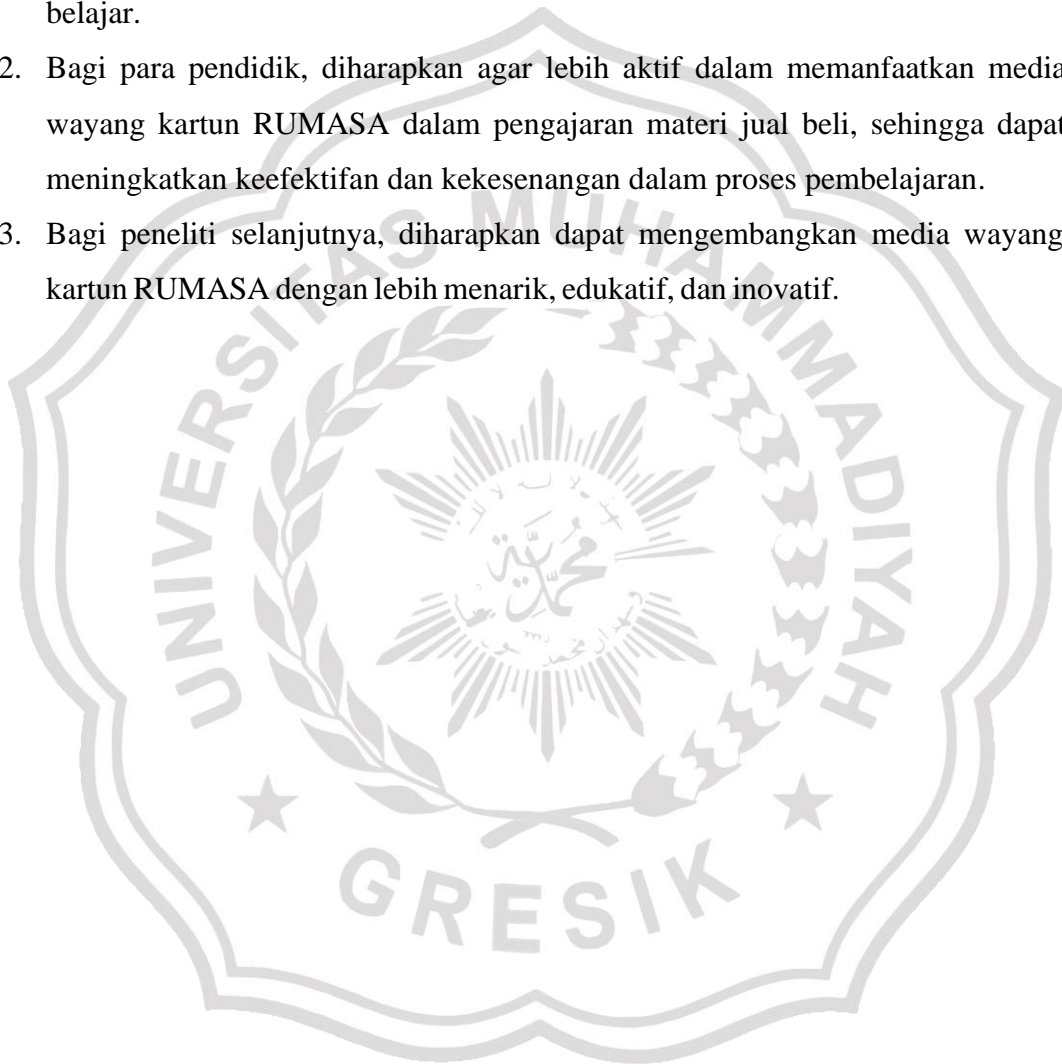 belajar.
2. Bagi para pendidik, diharapkan agar lebih aktif dalam memanfaatkan media
wayang kartun RUMASA dalam pengajaran materi jual beli, sehingga dapat
meningkatkan keefektifan dan kekesenangan dalam proses pembelajaran.
3. Bagi peneliti selanjutnya, diharapkan dapat mengembangkan media wayang
kartun RUMASA dengan lebih menarik, edukatif, dan inovatif.
UNIVERSITAS MUHAMMADIYAH
محمدية
GRESIK